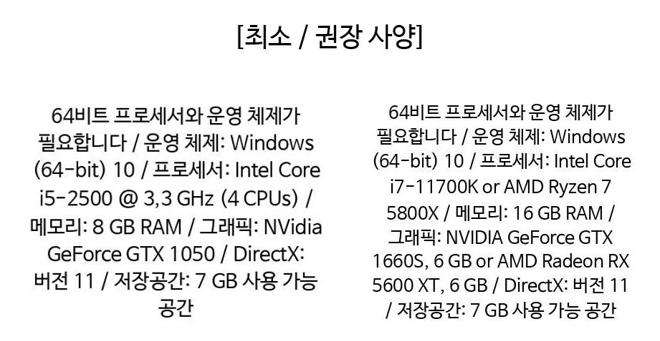 [최소 / 권장 사양]
64비트 프로세서와 운영 체제가
필요합니다 / 운영 체제: Windows
(64-bit) 10 / 프로세서: Intel Core
i5-2500 @ 3,3 GHz (4 CPUs) /
메모리: 8 GB RAM / 그래픽: NVidia
GeForce GTX 1050 / DirectX:
버전 11 / 저장공간: 7 GB 사용 가능
공간
64비트 프로세서와 운영 체제가
필요합니다 / 운영 체제: Windows
(64-bit) 10 / 프로세서: Intel Core
i7-11700K or AMD Ryzen 7
5800X / 메모리: 16 GB RAM /
그래픽: NVIDIA GeForce GTX
1660S, 6 GB or AMD Radeon RX
5600 XT, 6 GB / DirectX: 버전 11
/ 저장공간: 7 GB 사용 가능 공간